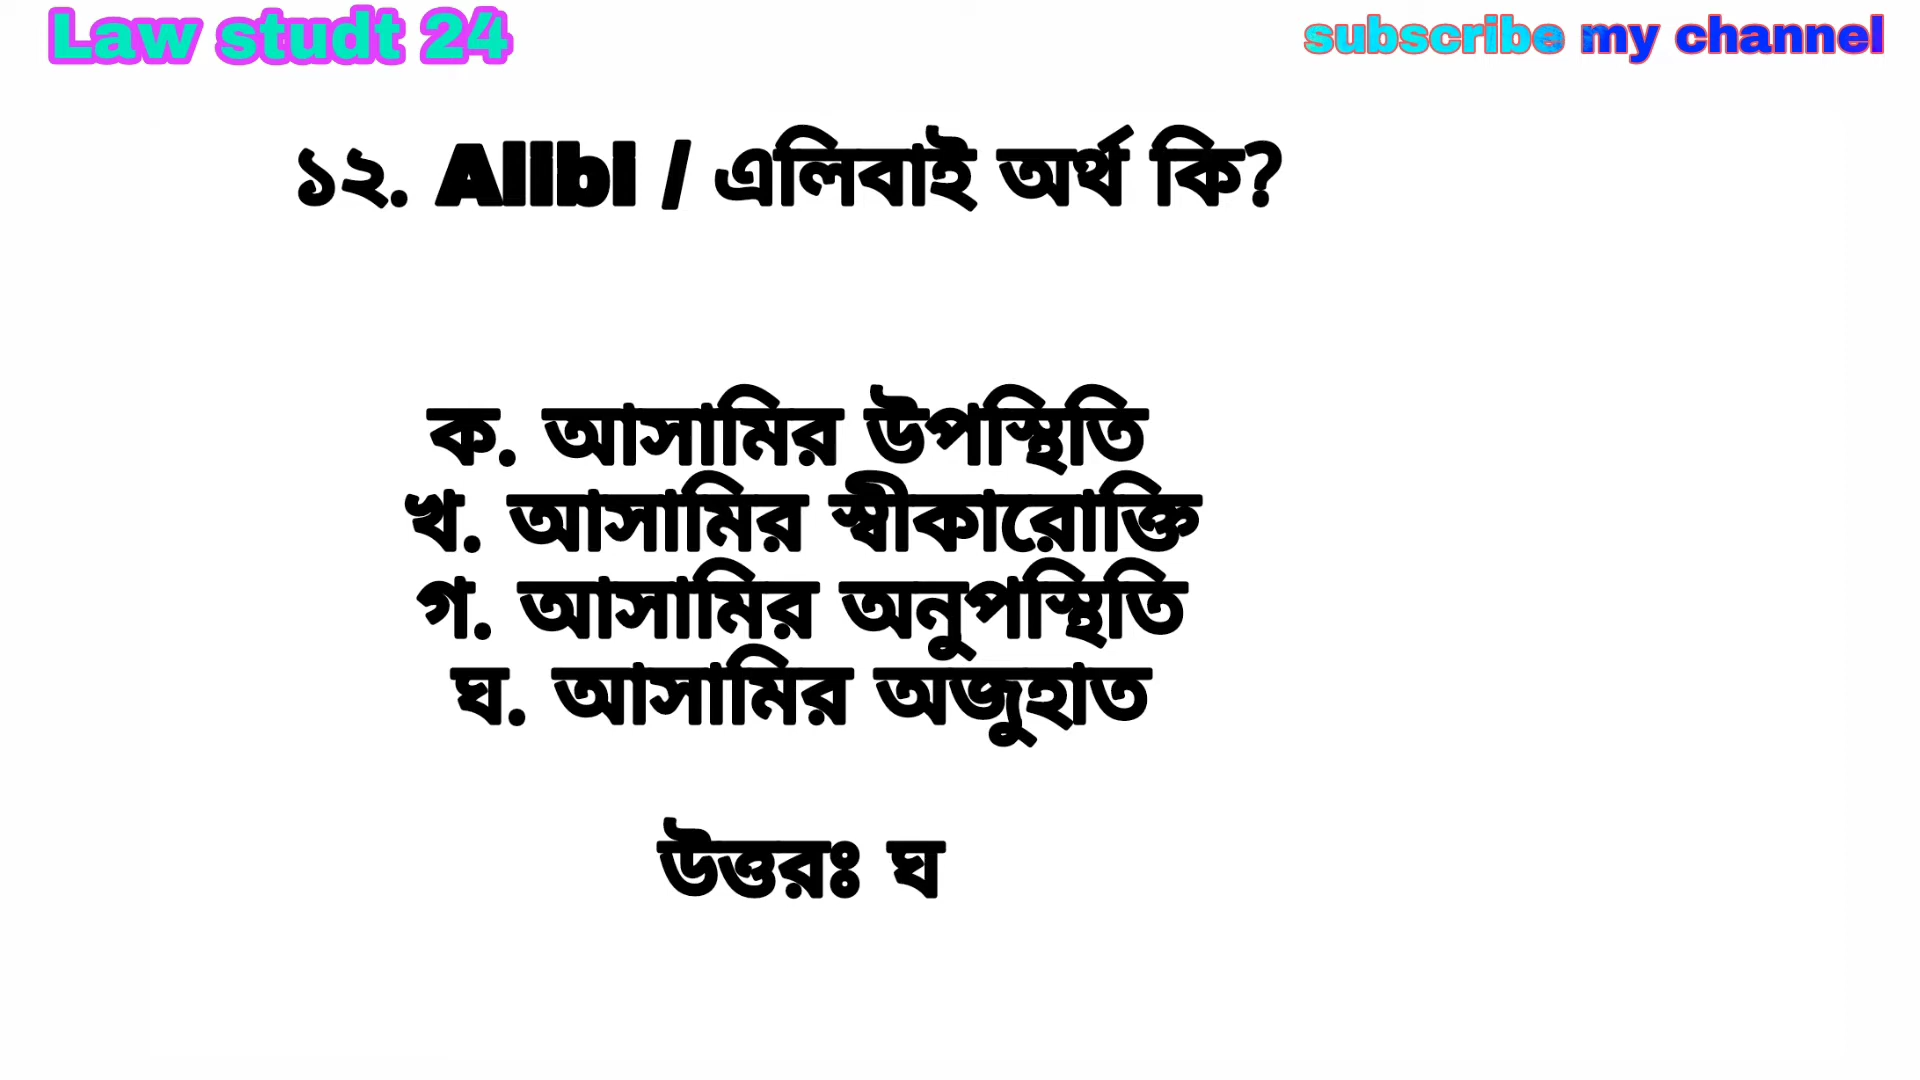 Law studt 24
subscribe my channel
১২. Alibi / এলিবাই অর্থ কি?
ক. আসামির উপস্থিতি
খ. আসামির স্বীকারোক্তি
গ. আসামির অনুপস্থিতি
ঘ. আসামির অজুহাত
উত্তরঃ ঘ